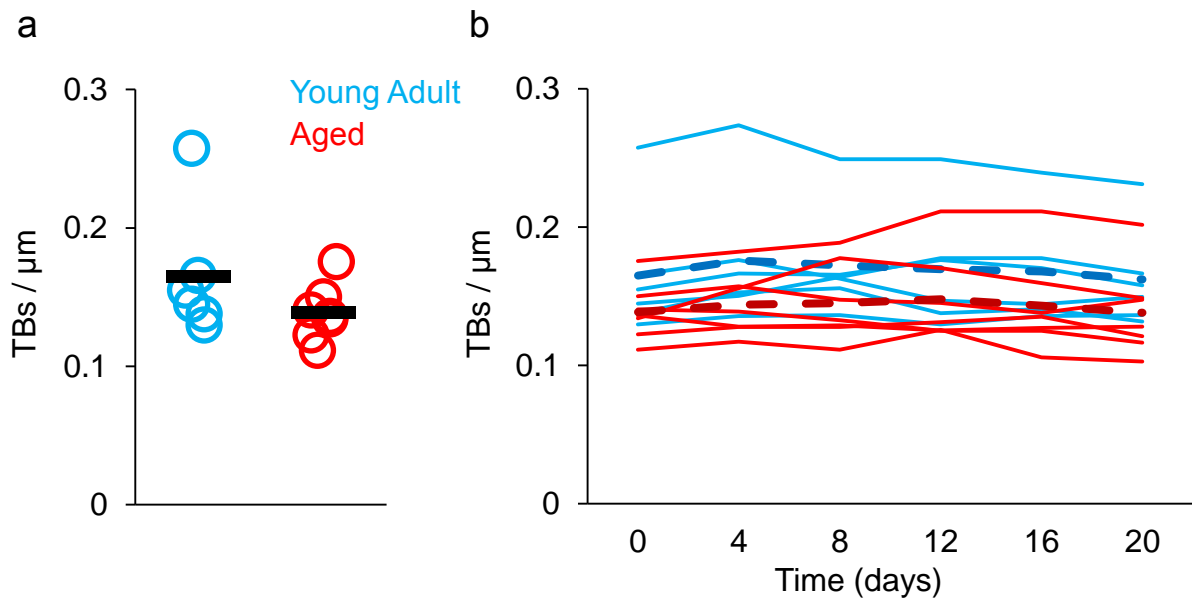 a
TBs / µm
0.3
0.2
0.1
0
Young Adult
Aged
b
TBs / µm
0.3
0.2
0.1
0
0 4 8 12 16 20
Time (days)